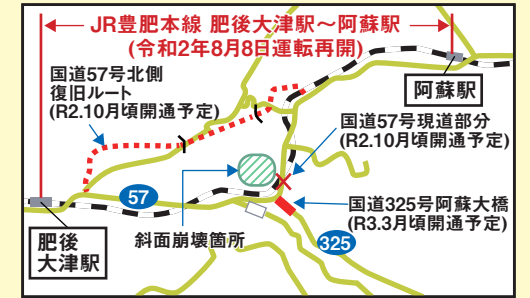 JR豊肥本線 肥後大津駅〜阿蘇駅
(令和2年8月8日運転再開)
国道57号北側
復旧ルート
(R2.10月頃開通予定)
阿蘇駅
国道57号現道部分
(R2.10月頃開通予定)
57
国道325号阿蘇大橋
(R3.3月頃開通予定)
肥後
大津駅
斜面崩壊箇所
325